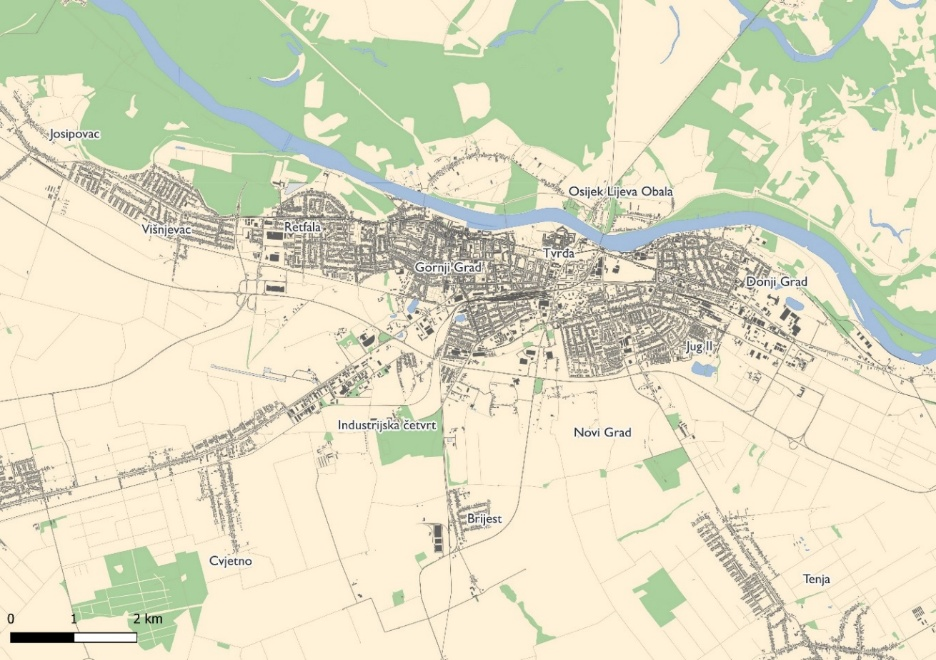 Josipovac
Osijek Lijeva Obala
Višnjevac
Retfala
Tvrđa
Gornji Grad
Donji Grad
Jug II
Industrijska četvrt
Novi Grad
Brijest
Cvjetno
Tenja
0 1 2 km